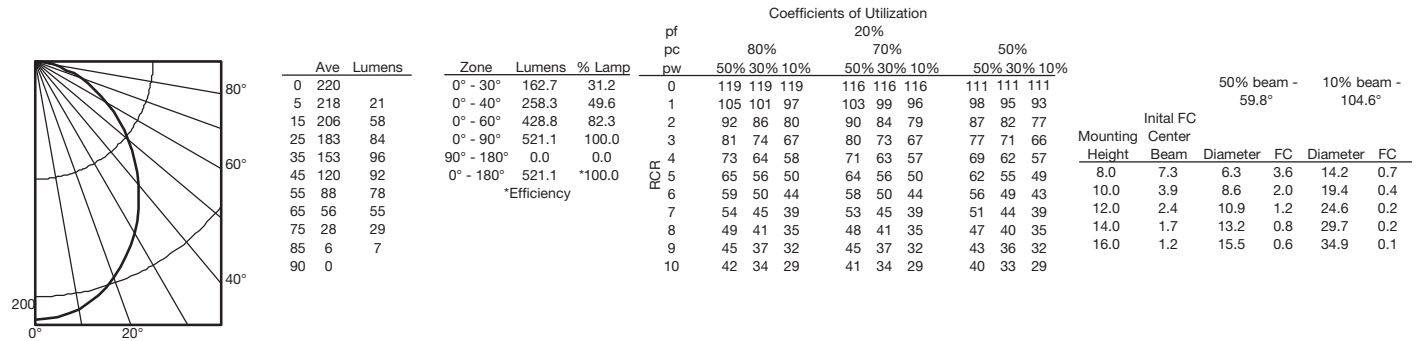 80°
60°
40°
200
0° 20°
Ave Lumens
0 220
5 218 21
15 206 58
25 183 84
35 153 96
45 120 92
55 88 78
65 56 55
75 28 29
85 6 7
90 0
Zone Lumens % Lamp
0° - 30° 162.7 31.2
0° - 40° 258.3 49.6
0° - 60° 428.8 82.3
0° - 90° 521.1 100.0
90° - 180° 0.0 0.0
0° - 180° 521.1 *100.0
*Efficiency
Coefficients of Utilization
pf 20%
pc 80% 70% 50%
pw 50% 30% 10% 50% 30% 10% 50% 30% 10%
RCR
0 119 119 119 116 116 116 111 111 111
1 105 101 97 103 99 96 98 95 93
2 92 86 80 90 84 79 87 82 77
3 81 74 67 80 73 67 77 71 66
4 73 64 58 71 63 57 69 62 57
5 65 56 50 64 56 50 62 55 49
6 59 50 44 58 50 44 56 49 43
7 54 45 39 53 45 39 51 44 39
8 49 41 35 48 41 35 47 40 35
9 45 37 32 45 37 32 43 36 32
10 42 34 29 41 34 29 40 33 29
50% beam - 10% beam -
59.8° 104.6°
Inital FC
Mounting Center
Height Beam Diameter FC Diameter FC
8.0 7.3 6.3 3.6 14.2 0.7
10.0 3.9 8.6 2.0 19.4 0.4
12.0 2.4 10.9 1.2 24.6 0.2
14.0 1.7 13.2 0.8 29.7 0.2
16.0 1.2 15.5 0.6 34.9 0.1